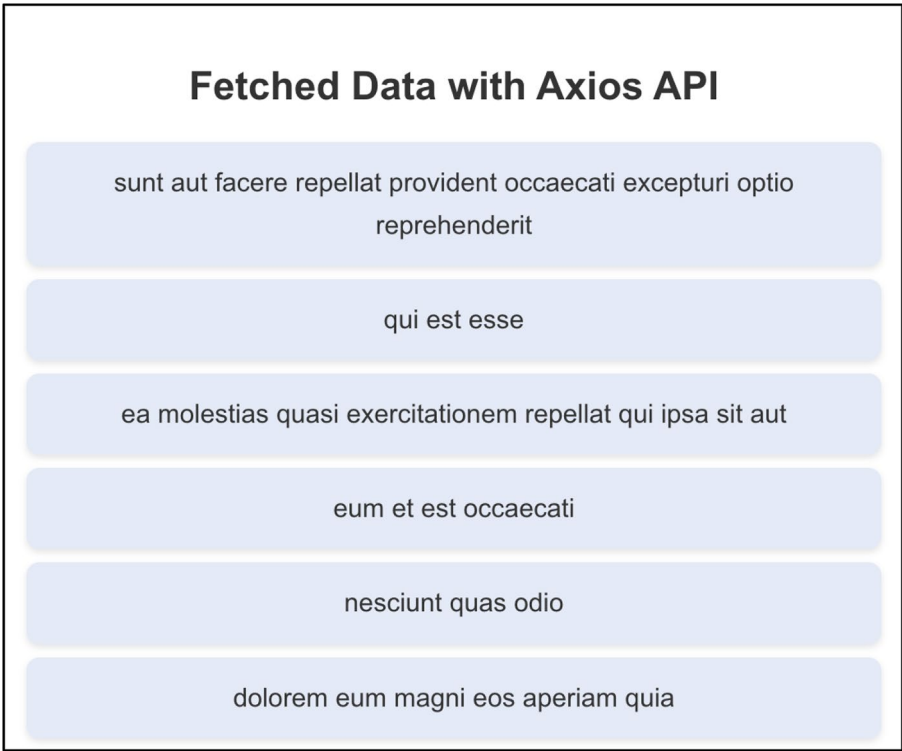 Fetched Data with Axios API
sunt aut facere repellat provident occaecati excepturi optio
reprehenderit
qui est esse
ea molestias quasi exercitationem repellat qui ipsa sit aut
eum et est occaecati
nesciunt quas odio
dolorem eum magni eos aperiam quia